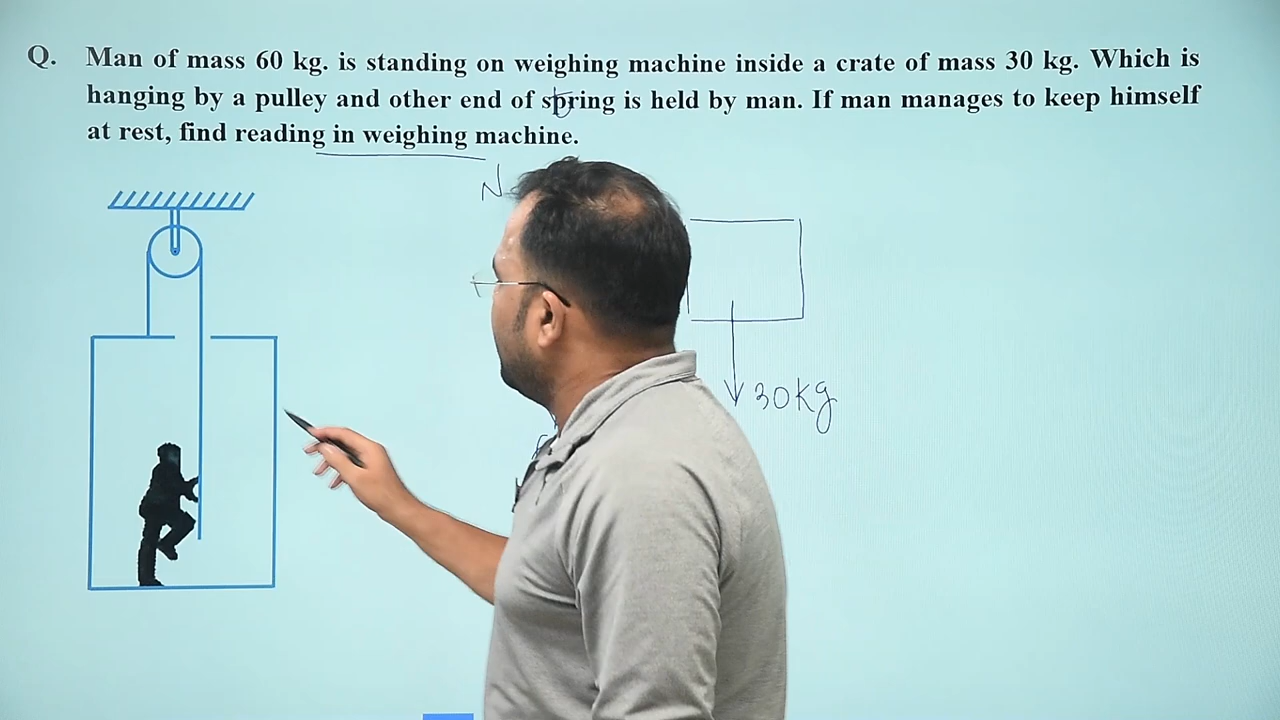 Q. Man of mass 60 kg. is standing on weighing machine inside a crate of mass 30 kg. Which is
hanging by a pulley and other end of spring is held by man. If man manages to keep himself
at rest, find reading in weighing machine.
N
30kg